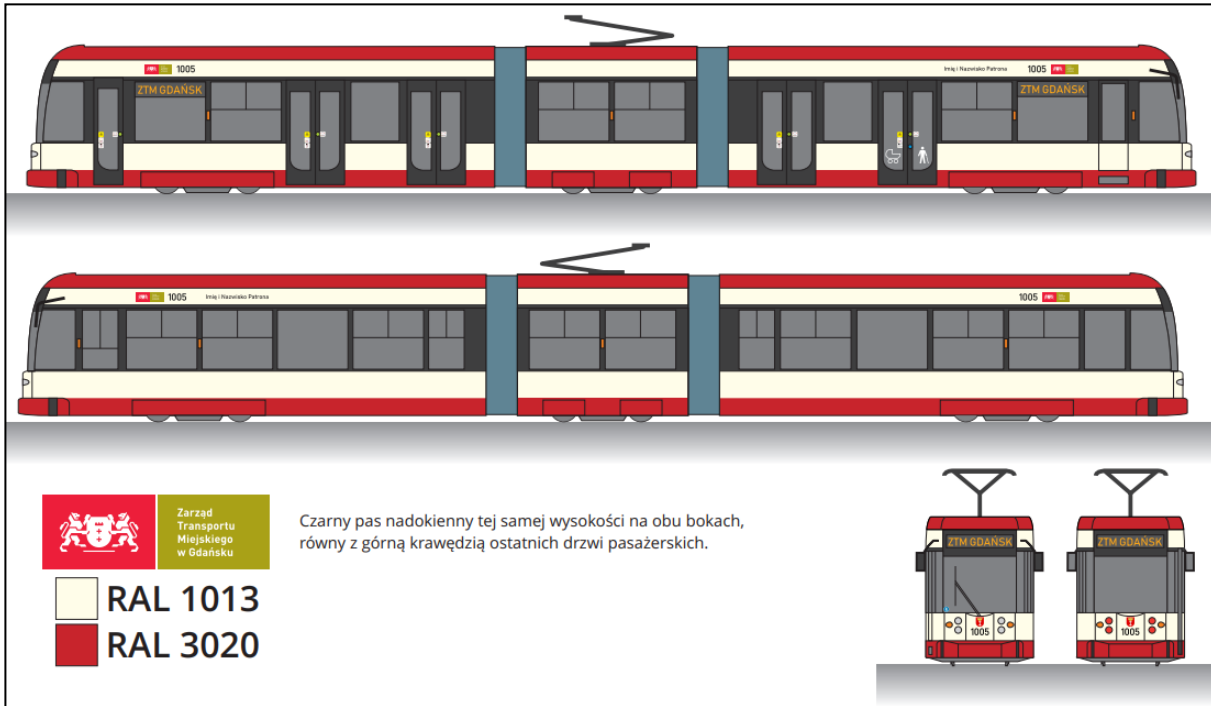 1005
Imię i Nazwisko Patrona 1005
ZTM GDAŃSK
ZTM GDAŃSK
1005 Imię i Nazwisko Patrona
1005
Zarząd
Transportu
Miejskiego
w Gdańsku
Czarny pas nadokienny tej samej wysokości na obu bokach,
równy z górną krawędzią ostatnich drzwi pasażerskich.
RAL 1013
RAL 3020
ZTM GDAŃSK
ZTM GDAŃSK
1005
1005